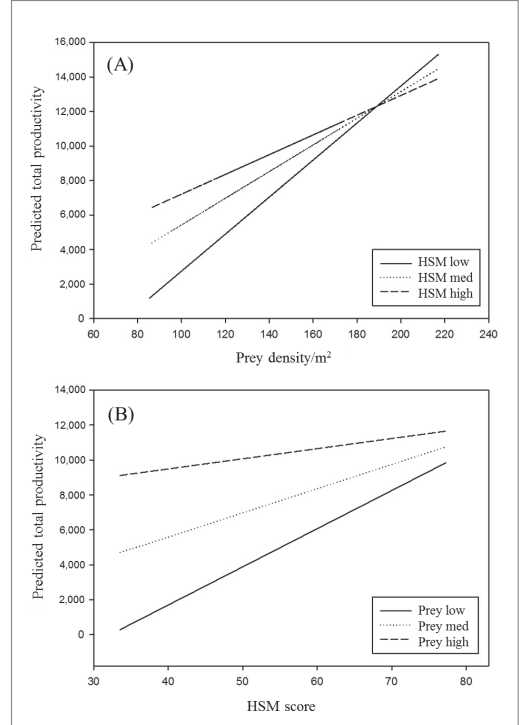 16,000
14,000
12,000
10,000
8,000
6,000
4,000
2,000
0
(A)
Predicted total productivity
HSM low
HSM med
HSM high
60 80 100 120 140 160 180 200 220 240
Prey density/m²
14,000
12,000
10,000
8,000
6,000
4,000
2,000
0
(B)
Predicted total productivity
Prey low
Prey med
Prey high
30 40 50 60 70 80
HSM score